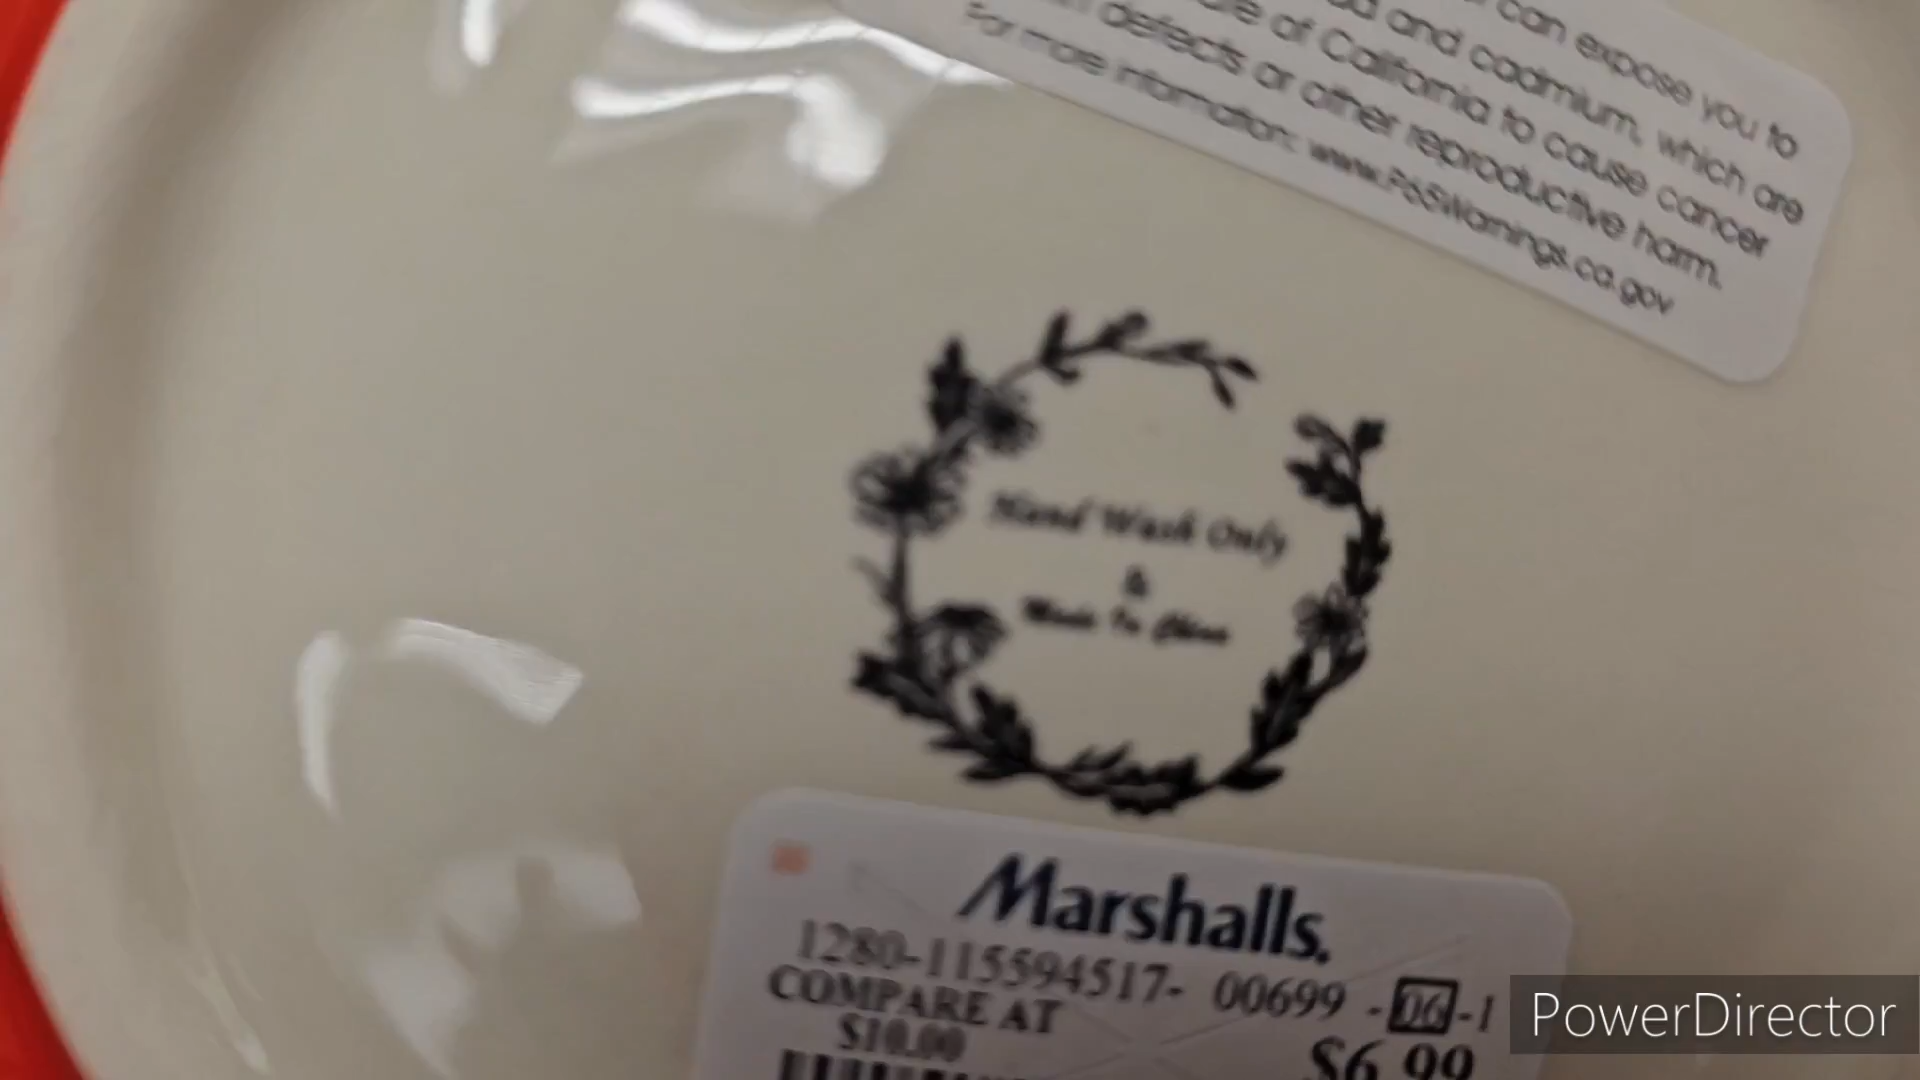 can expose you to
and cadmium, which are
of California to cause cancer
defects or other reproductive harm.
For more information: www.P65Warnings.ca.gov
Hand Wash Only
&
Made In China
Marshalls.
1280-115594517- 00699 -06-1
COMPARE AT
$10.00
$6.99
PowerDirector